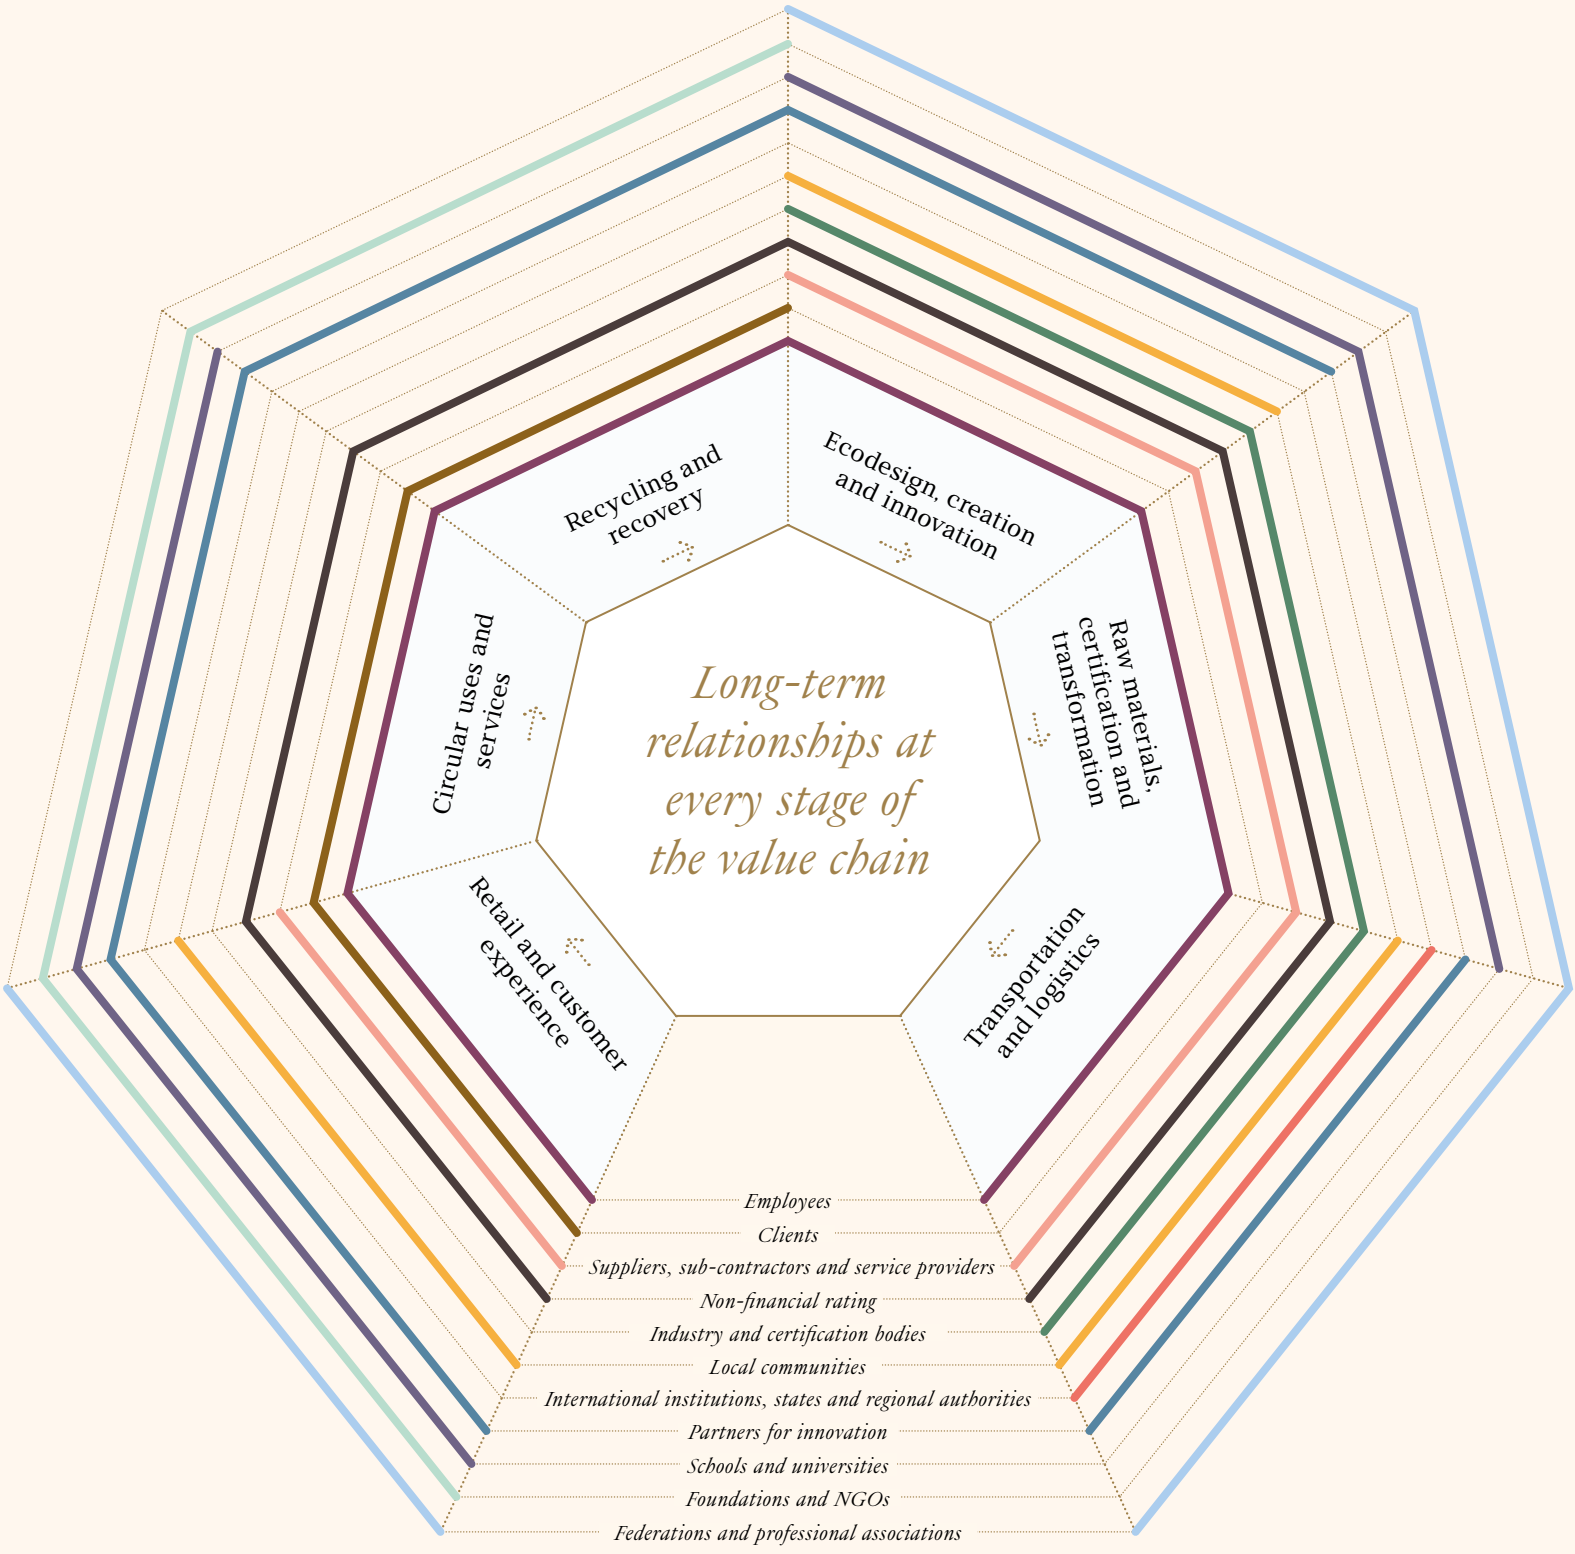 Recycling and
recovery
Ecodesign, creation
and innovation
Circular uses and
services
Raw materials,
certification and
transformation
Long-term
relationships at
every stage of
the value chain
Retail and customer
experience
Transportation
and logistics
Employees
Clients
Suppliers, sub-contractors and service providers
Non-financial rating
Industry and certification bodies
Local communities
International institutions, states and regional authorities
Partners for innovation
Schools and universities
Foundations and NGOs
Federations and professional associations